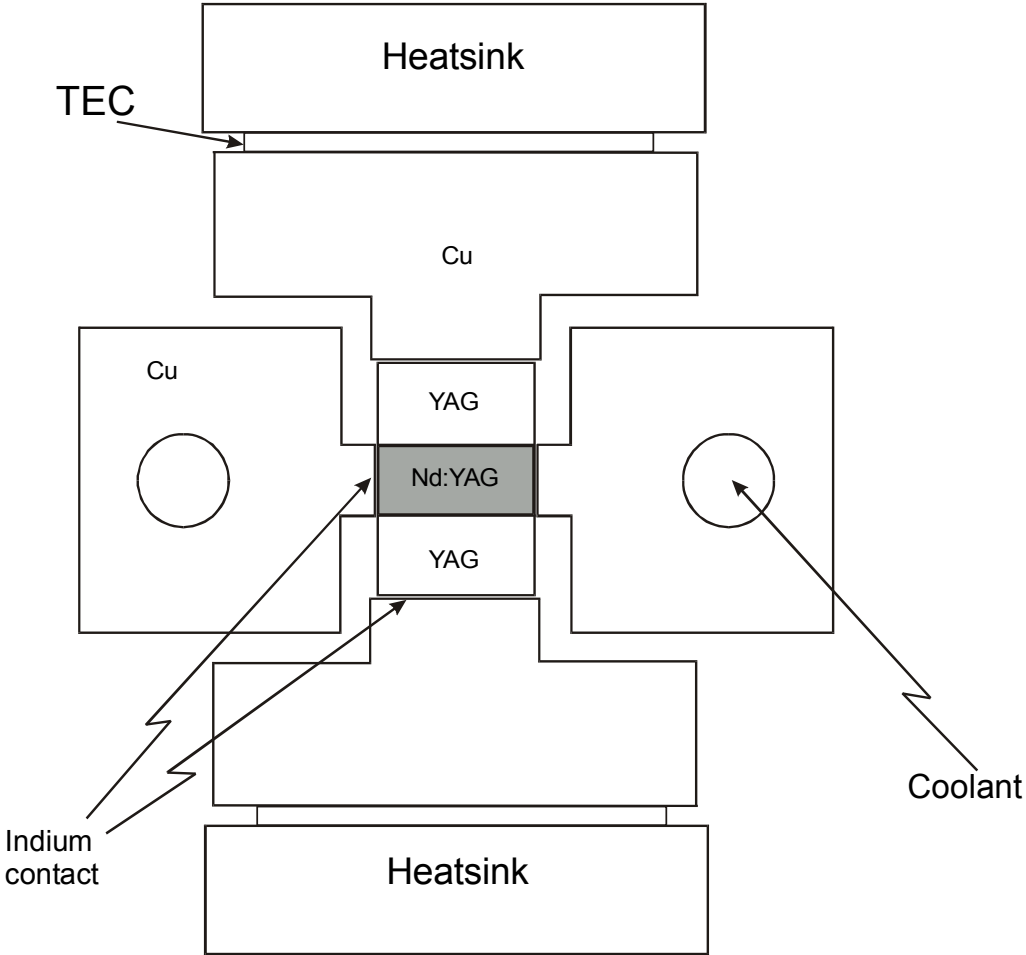 Heatsink
TEC
Cu
Cu
YAG
Nd:YAG
YAG
Coolant
Indium
contact
Heatsink